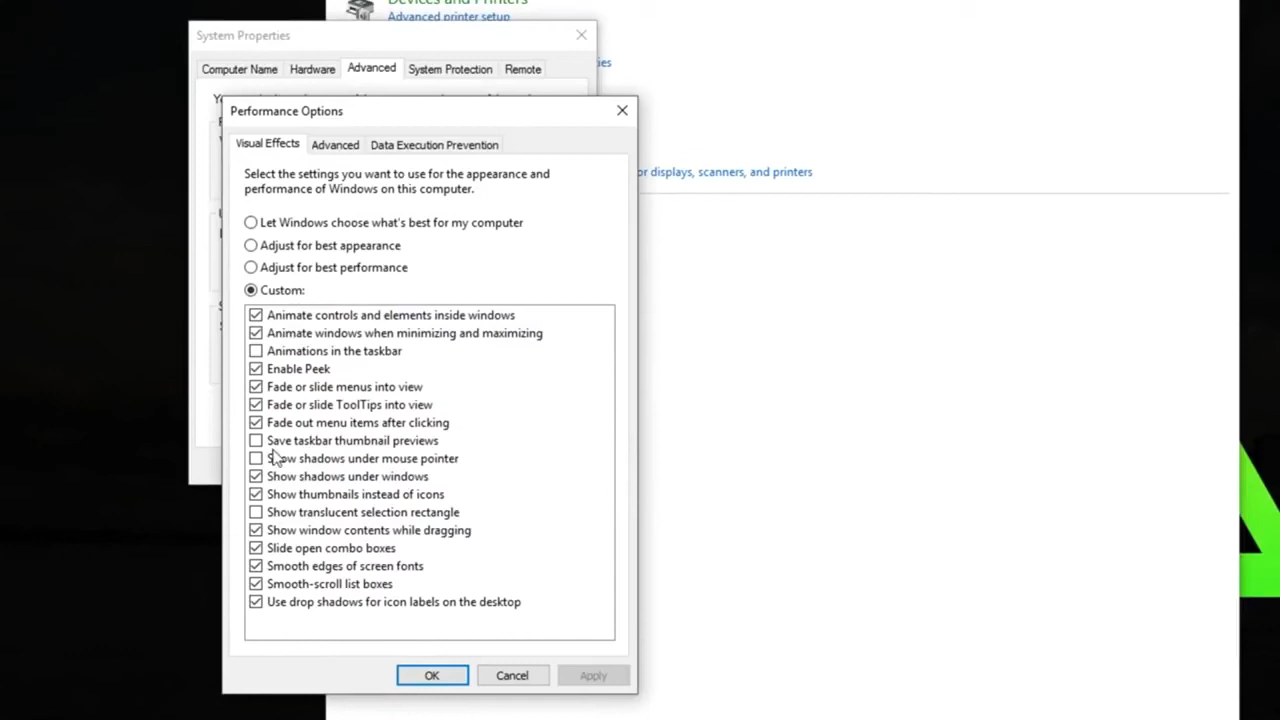 Devices and Printers
Advanced printer setup
System Properties
ies
Computer Name
Hardware
Advanced
System Protection
Remote
Performance Options
Visual Effects
Advanced
Data Execution Prevention
Select the settings you want to use for the appearance and
performance of Windows on this computer.
or displays, scanners, and printers
Let Windows choose what's best for my computer
Adjust for best appearance
Adjust for best performance
Custom:
Animate controls and elements inside windows
Animate windows when minimizing and maximizing
Animations in the taskbar
Enable Peek
Fade or slide menus into view
Fade or slide ToolTips into view
Fade out menu items after clicking
Save taskbar thumbnail previews
Show shadows under mouse pointer
Show shadows under windows
Show thumbnails instead of icons
Show translucent selection rectangle
Show window contents while dragging
Slide open combo boxes
Smooth edges of screen fonts
Smooth-scroll list boxes
Use drop shadows for icon labels on the desktop
OK
Cancel
Apply